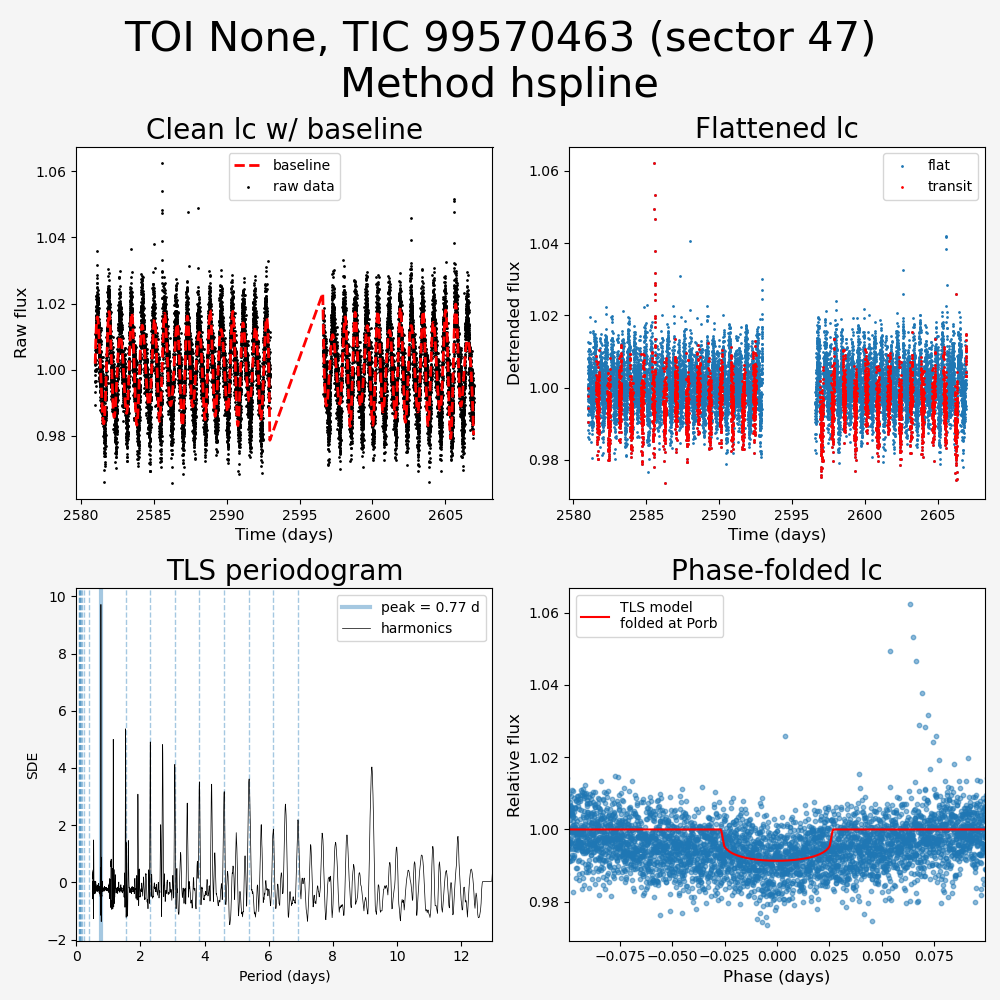 TOI None, TIC 99570463 (sector 47)
Method hspline
Clean lc w/ baseline
baseline
raw data
1.06
1.04
1.02
1.00
0.98
Raw flux
2580
2585
2590
2595
2600
2605
Time (days)
Flattened lc
flat
transit
1.06
1.04
1.02
1.00
0.98
Detrended flux
2580
2585
2590
2595
2600
2605
Time (days)
TLS periodogram
peak = 0.77 d
harmonics
10
8
6
4
2
0
−2
SDE
0
2
4
6
8
10
12
Period (days)
Phase-folded lc
TLS model
folded at Porb
1.06
1.04
1.02
1.00
0.98
Relative flux
−0.075
−0.050
−0.025
0.000
0.025
0.050
0.075
Phase (days)